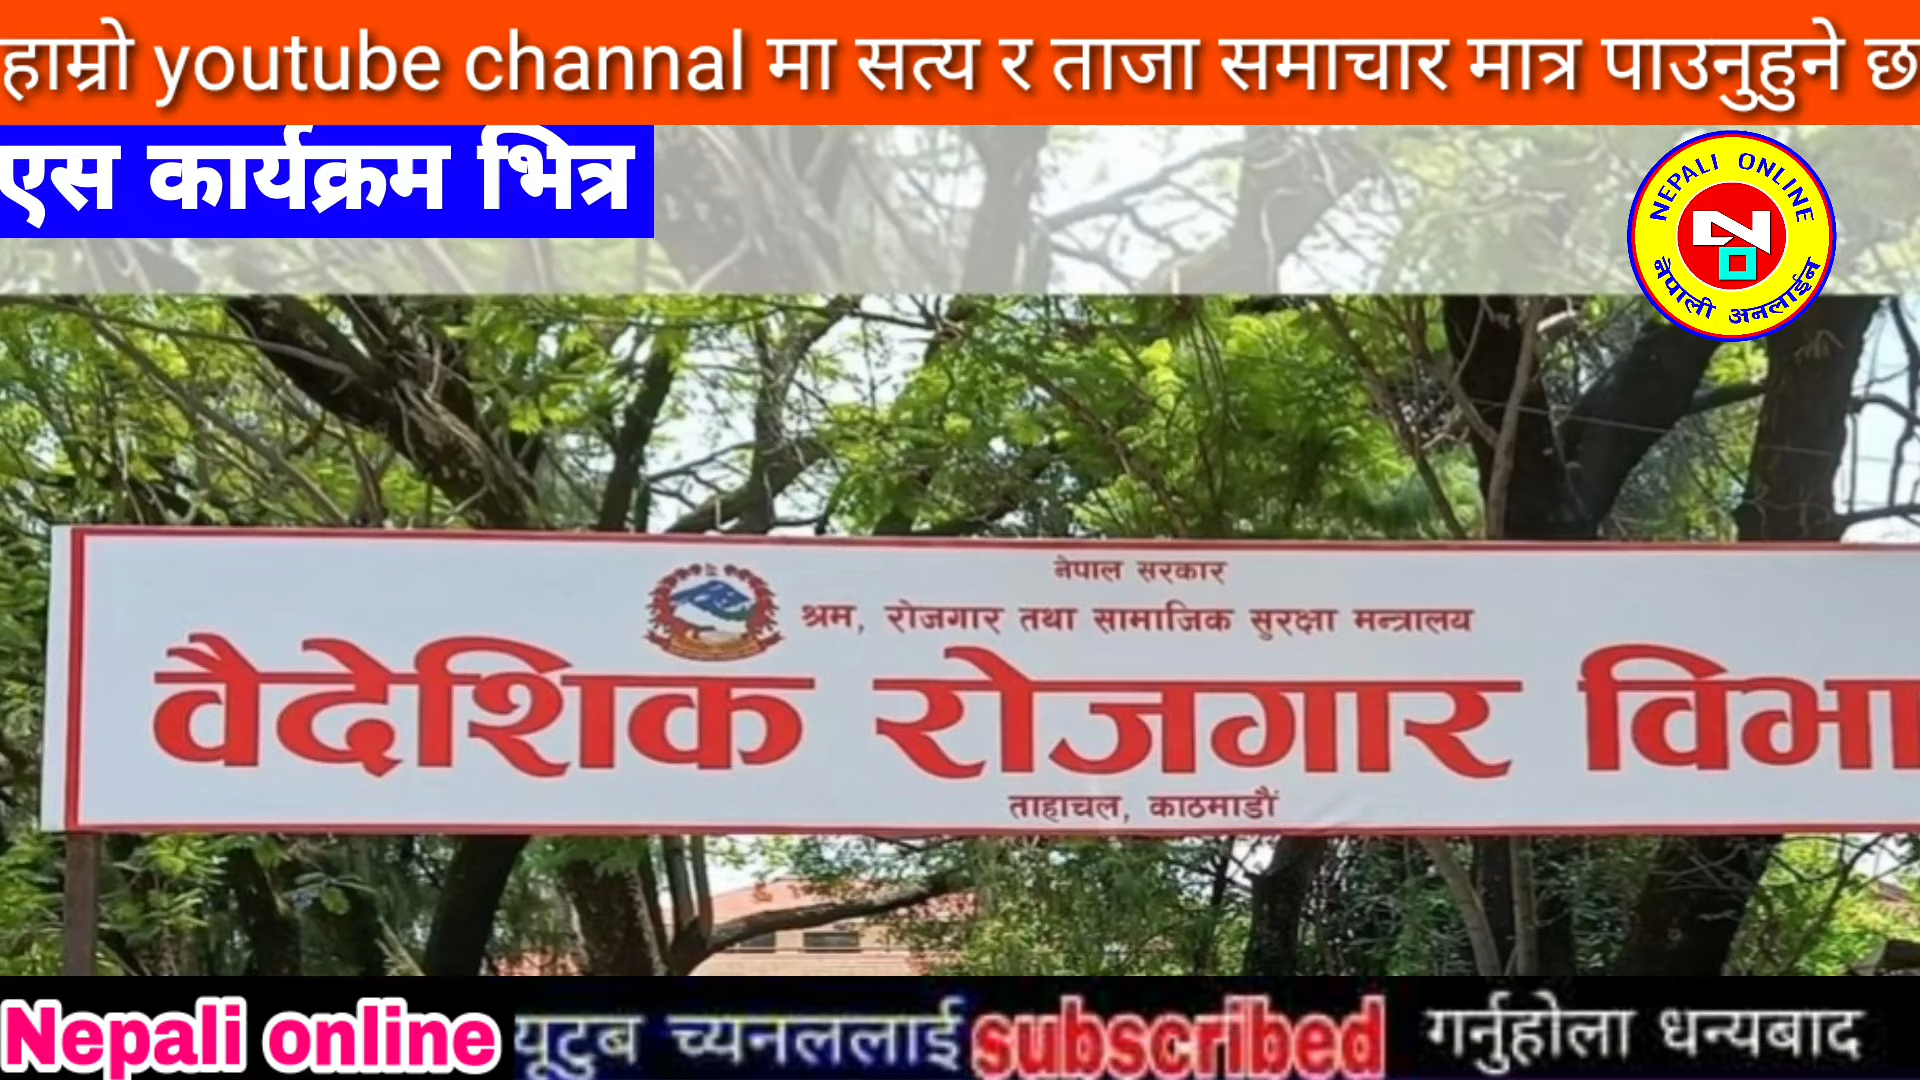 हाम्रो youtube channal मा सत्य र ताजा समाचार मात्र पाउनुहुने छ
एस कार्यक्रम भित्र
NEPALI ONLINE
NO
नेपाली अनलाईन
नेपाल सरकार
श्रम, रोजगार तथा सामाजिक सुरक्षा मन्त्रालय
वैदेशिक रोजगार विभा
ताहाचल, काठमाडौं
Nepali online यूटुब च्यनललाई subscribed गर्नुहोला धन्यबाद